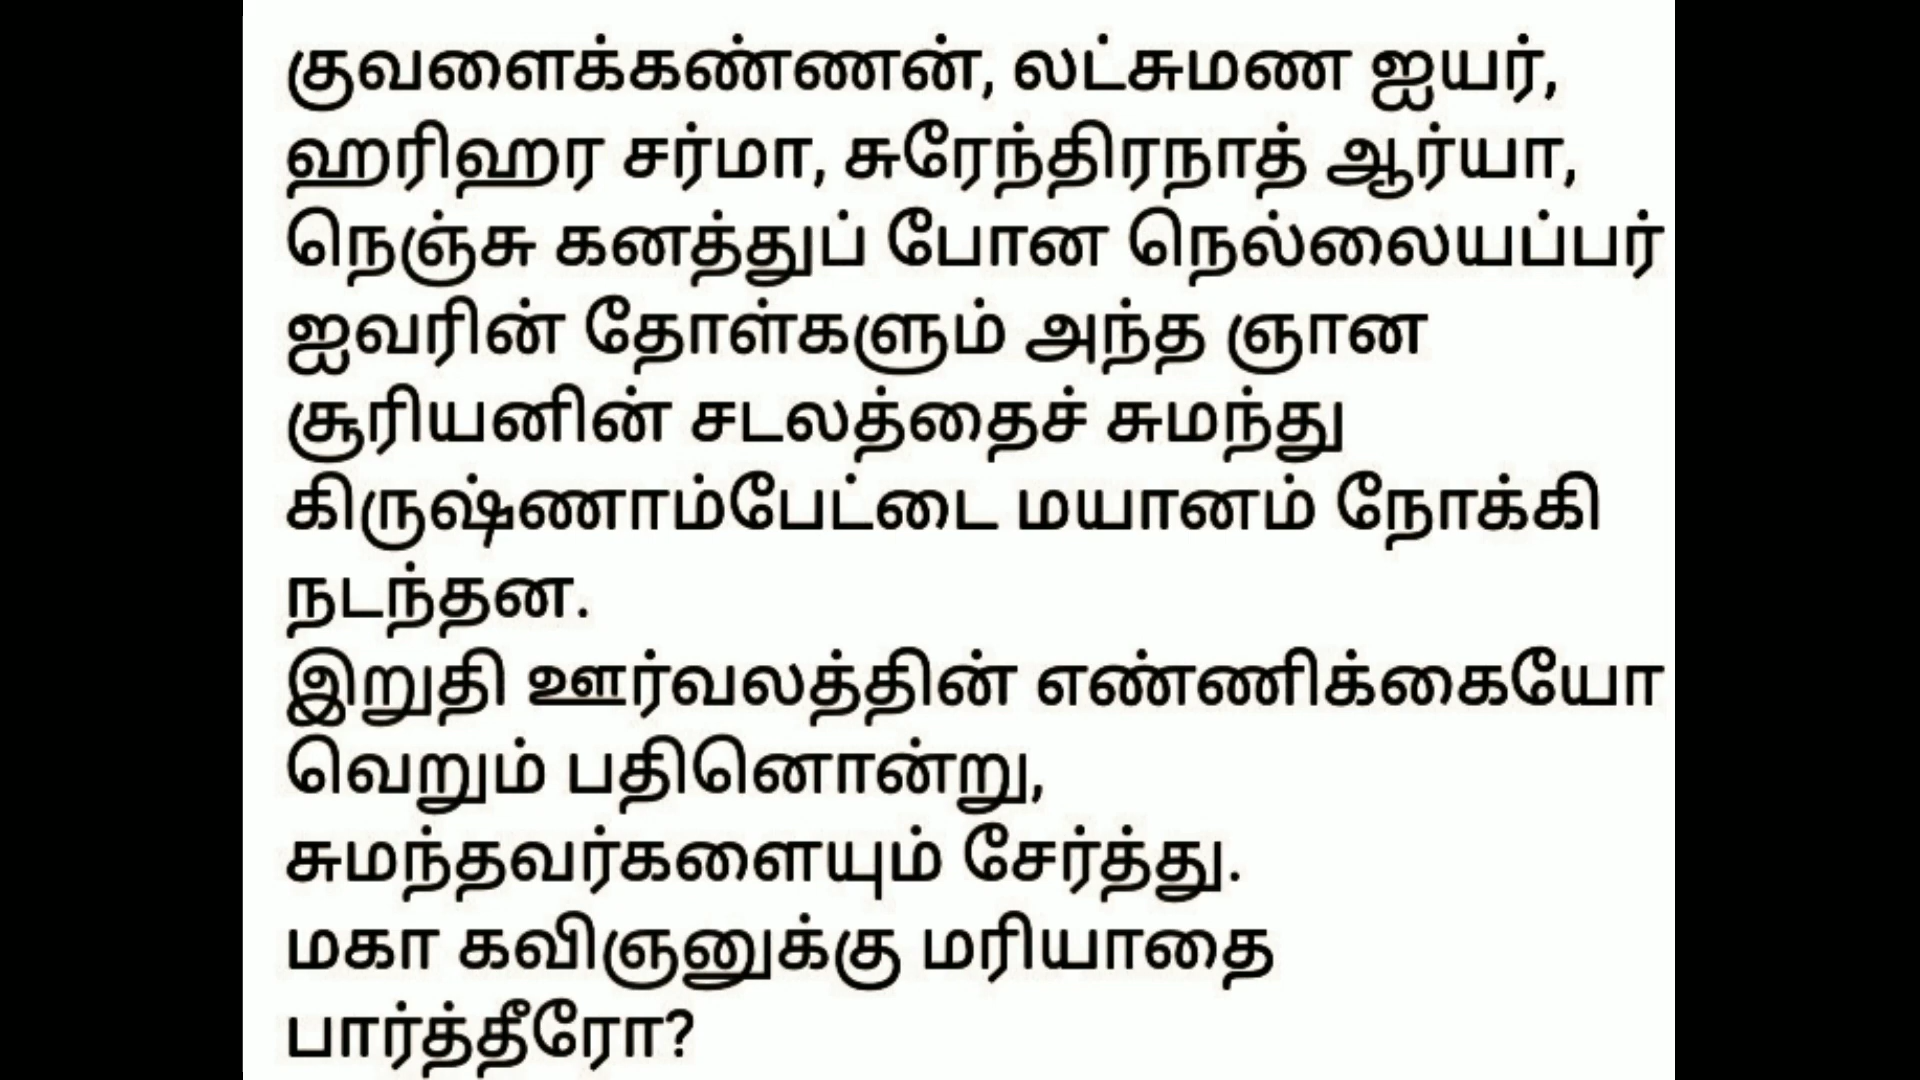 குவளைக்கண்ணன், லட்சுமண ஐயர்,
ஹரிஹர சர்மா, சுரேந்திரநாத் ஆர்யா,
நெஞ்சு கனத்துப் போன நெல்லையப்பர்
ஐவரின் தோள்களும் அந்த ஞான
சூரியனின் சடலத்தைச் சுமந்து
கிருஷ்ணாம்பேட்டை மயானம் நோக்கி
நடந்தன.
இறுதி ஊர்வலத்தின் எண்ணிக்கையோ
வெறும் பதினொன்று,
சுமந்தவர்களையும் சேர்த்து.
மகா கவிஞனுக்கு மரியாதை
பார்த்தீரோ?